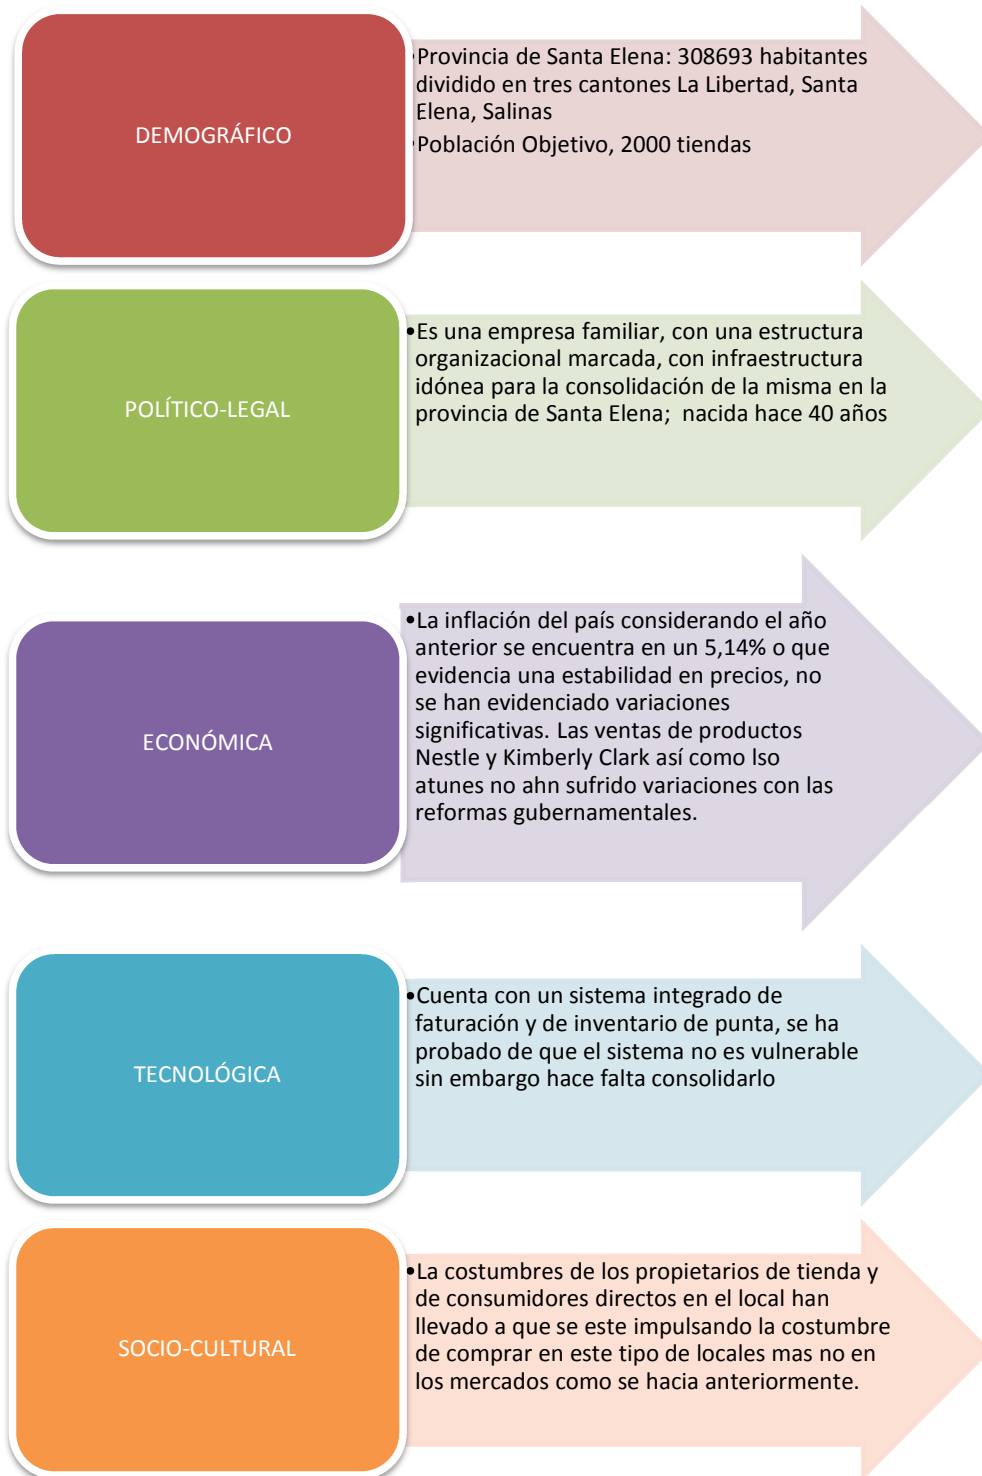 DEMOGRÁFICO
•Provincia de Santa Elena: 308693 habitantes
dividido en tres cantones La Libertad, Santa
Elena, Salinas
•Población Objetivo, 2000 tiendas
POLÍTICO-LEGAL
•Es una empresa familiar, con una estructura
organizacional marcada, con infraestructura
idónea para la consolidación de la misma en la
provincia de Santa Elena; nacida hace 40 años
ECONÓMICA
•La inflación del país considerando el año
anterior se encuentra en un 5,14% o que
evidencia una estabilidad en precios, no
se han evidenciado variaciones
significativas. Las ventas de productos
Nestle y Kimberly Clark así como lso
atunes no ahn sufrido variaciones con las
reformas gubernamentales.
TECNOLÓGICA
•Cuenta con un sistema integrado de
faturación y de inventario de punta, se ha
probado de que el sistema no es vulnerable
sin embargo hace falta consolidarlo
SOCIO-CULTURAL
•La costumbres de los propietarios de tienda y
de consumidores directos en el local han
llevado a que se este impulsando la costumbre
de comprar en este tipo de locales mas no en
los mercados como se hacia anteriormente.